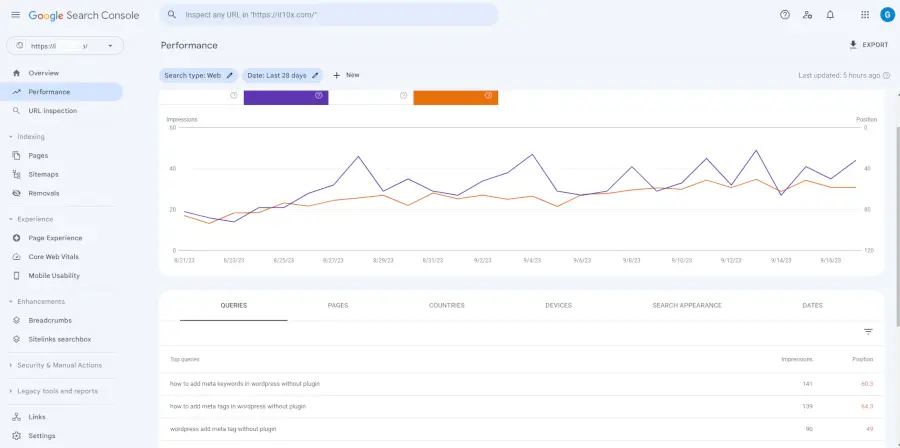 Google Search Console
Inspect any URL in "https://it10x.com/"
G
https://i /
Performance
EXPORT
Search type: Web
Date: Last 28 days
New
Last updated: 5 hours ago
Overview
Performance
URL inspection
Indexing
Pages
Sitemaps
Removals
Experience
Page Experience
Core Web Vitals
Mobile Usability
Enhancements
Breadcrumbs
Sitelinks searchbox
Security & Manual Actions
Legacy tools and reports
Links
Settings
Impressions
Position
60
0
40
40
20
80
0
120
8/21/23
8/23/23
8/25/23
8/27/23
8/29/23
8/31/23
9/2/23
9/4/23
9/6/23
9/8/23
9/10/23
9/12/23
9/14/23
9/16/23
QUERIES
PAGES
COUNTRIES
DEVICES
SEARCH APPEARANCE
DATES
Top queries
Impressions
Position
how to add meta keywords in wordpress without plugin
141
60.3
how to add meta tags in wordpress without plugin
139
64.3
wordpress add meta tag without plugin
90
49